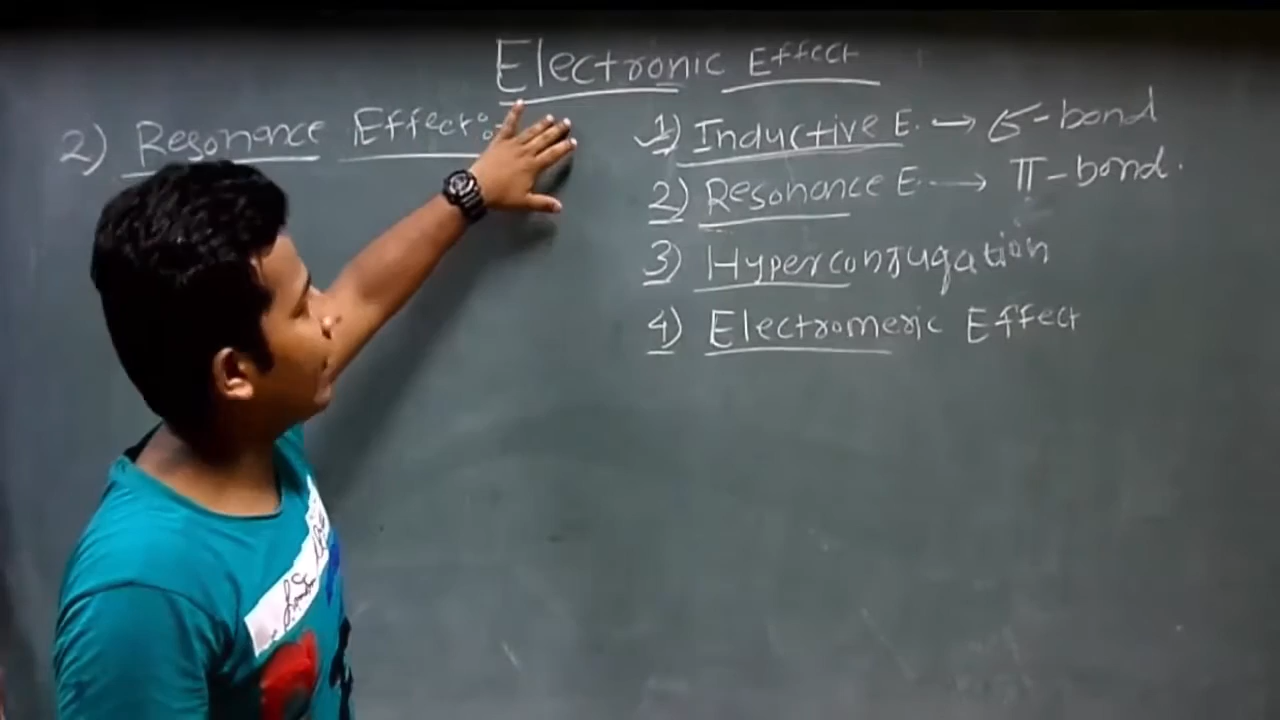 Electronic Effect
2) Resonance Effect:-
1) Inductive E. → σ-bond
2) Resonance E. → π-bond.
3) Hyperconjugation
4) Electromeric Effect